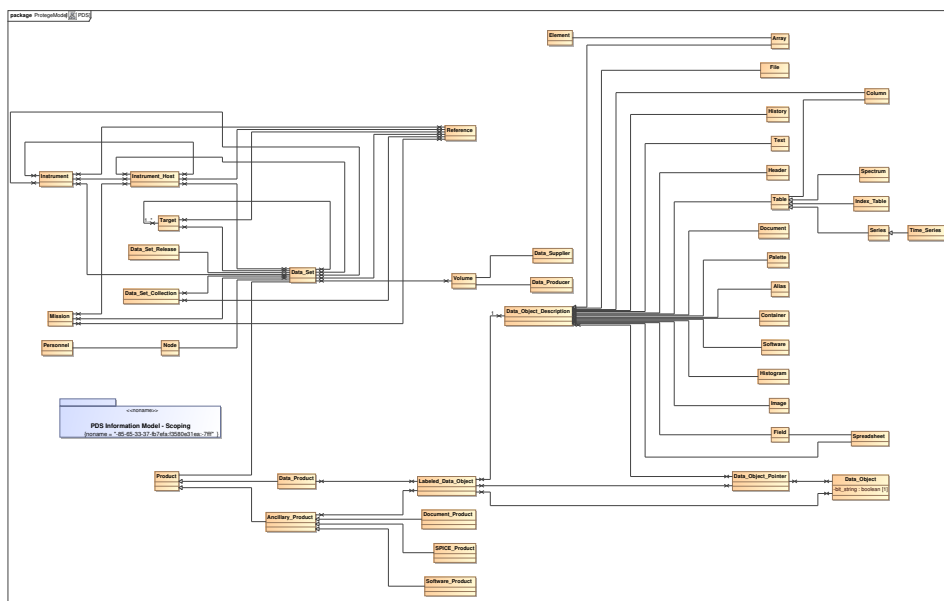 package ProtegeModel[ PDS]
Element
Array
File
Column
History
Reference
Text
Header
Spectrum
Instrument
Instrument_Host
Table
Index_Table
1..*
Target
Document
Series
Time_Series
Data_Set_Release
Data_Supplier
Palette
Data_Set
Volume
Data_Producer
Data_Set_Collection
Alias
Mission
1
Data_Object_Description
Container
Personnel
Node
Software
Histogram
<<noname>>
Image
PDS Information Model - Scoping
Field
Spreadsheet
Product
Data_Product
Labeled_Data_Object
Data_Object_Pointer
Data_Object
-bit_string : boolean [1]
Ancillary_Product
Document_Product
SPICE_Product
Software_Product